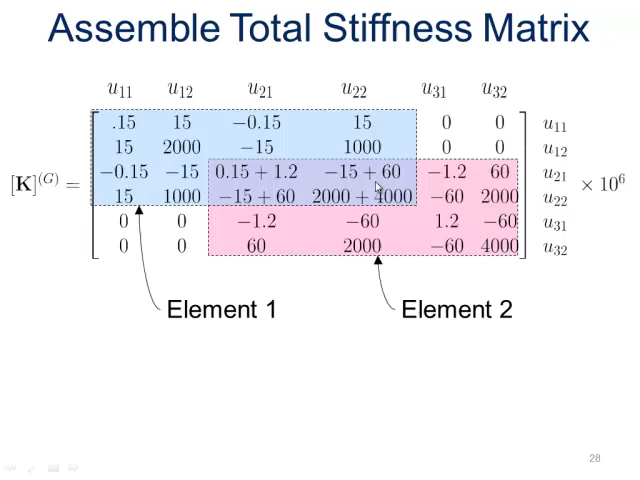 Assemble Total Stiffness Matrix
u₁₁ u₁₂ u₂₁ u₂₂ u₃₁ u₃₂
.15 15 −0.15 15 0 0 u₁₁
15 2000 −15 1000 0 0 u₁₂
−0.15 −15 0.15 + 1.2 −15 + 60 −1.2 60 u₂₁
[K]⁽ᴳ⁾ = × 10⁶
15 1000 −15 + 60 2000 + 4000 −60 2000 u₂₂
0 0 −1.2 −60 1.2 −60 u₃₁
0 0 60 2000 −60 4000 u₃₂
Element 1 Element 2
28